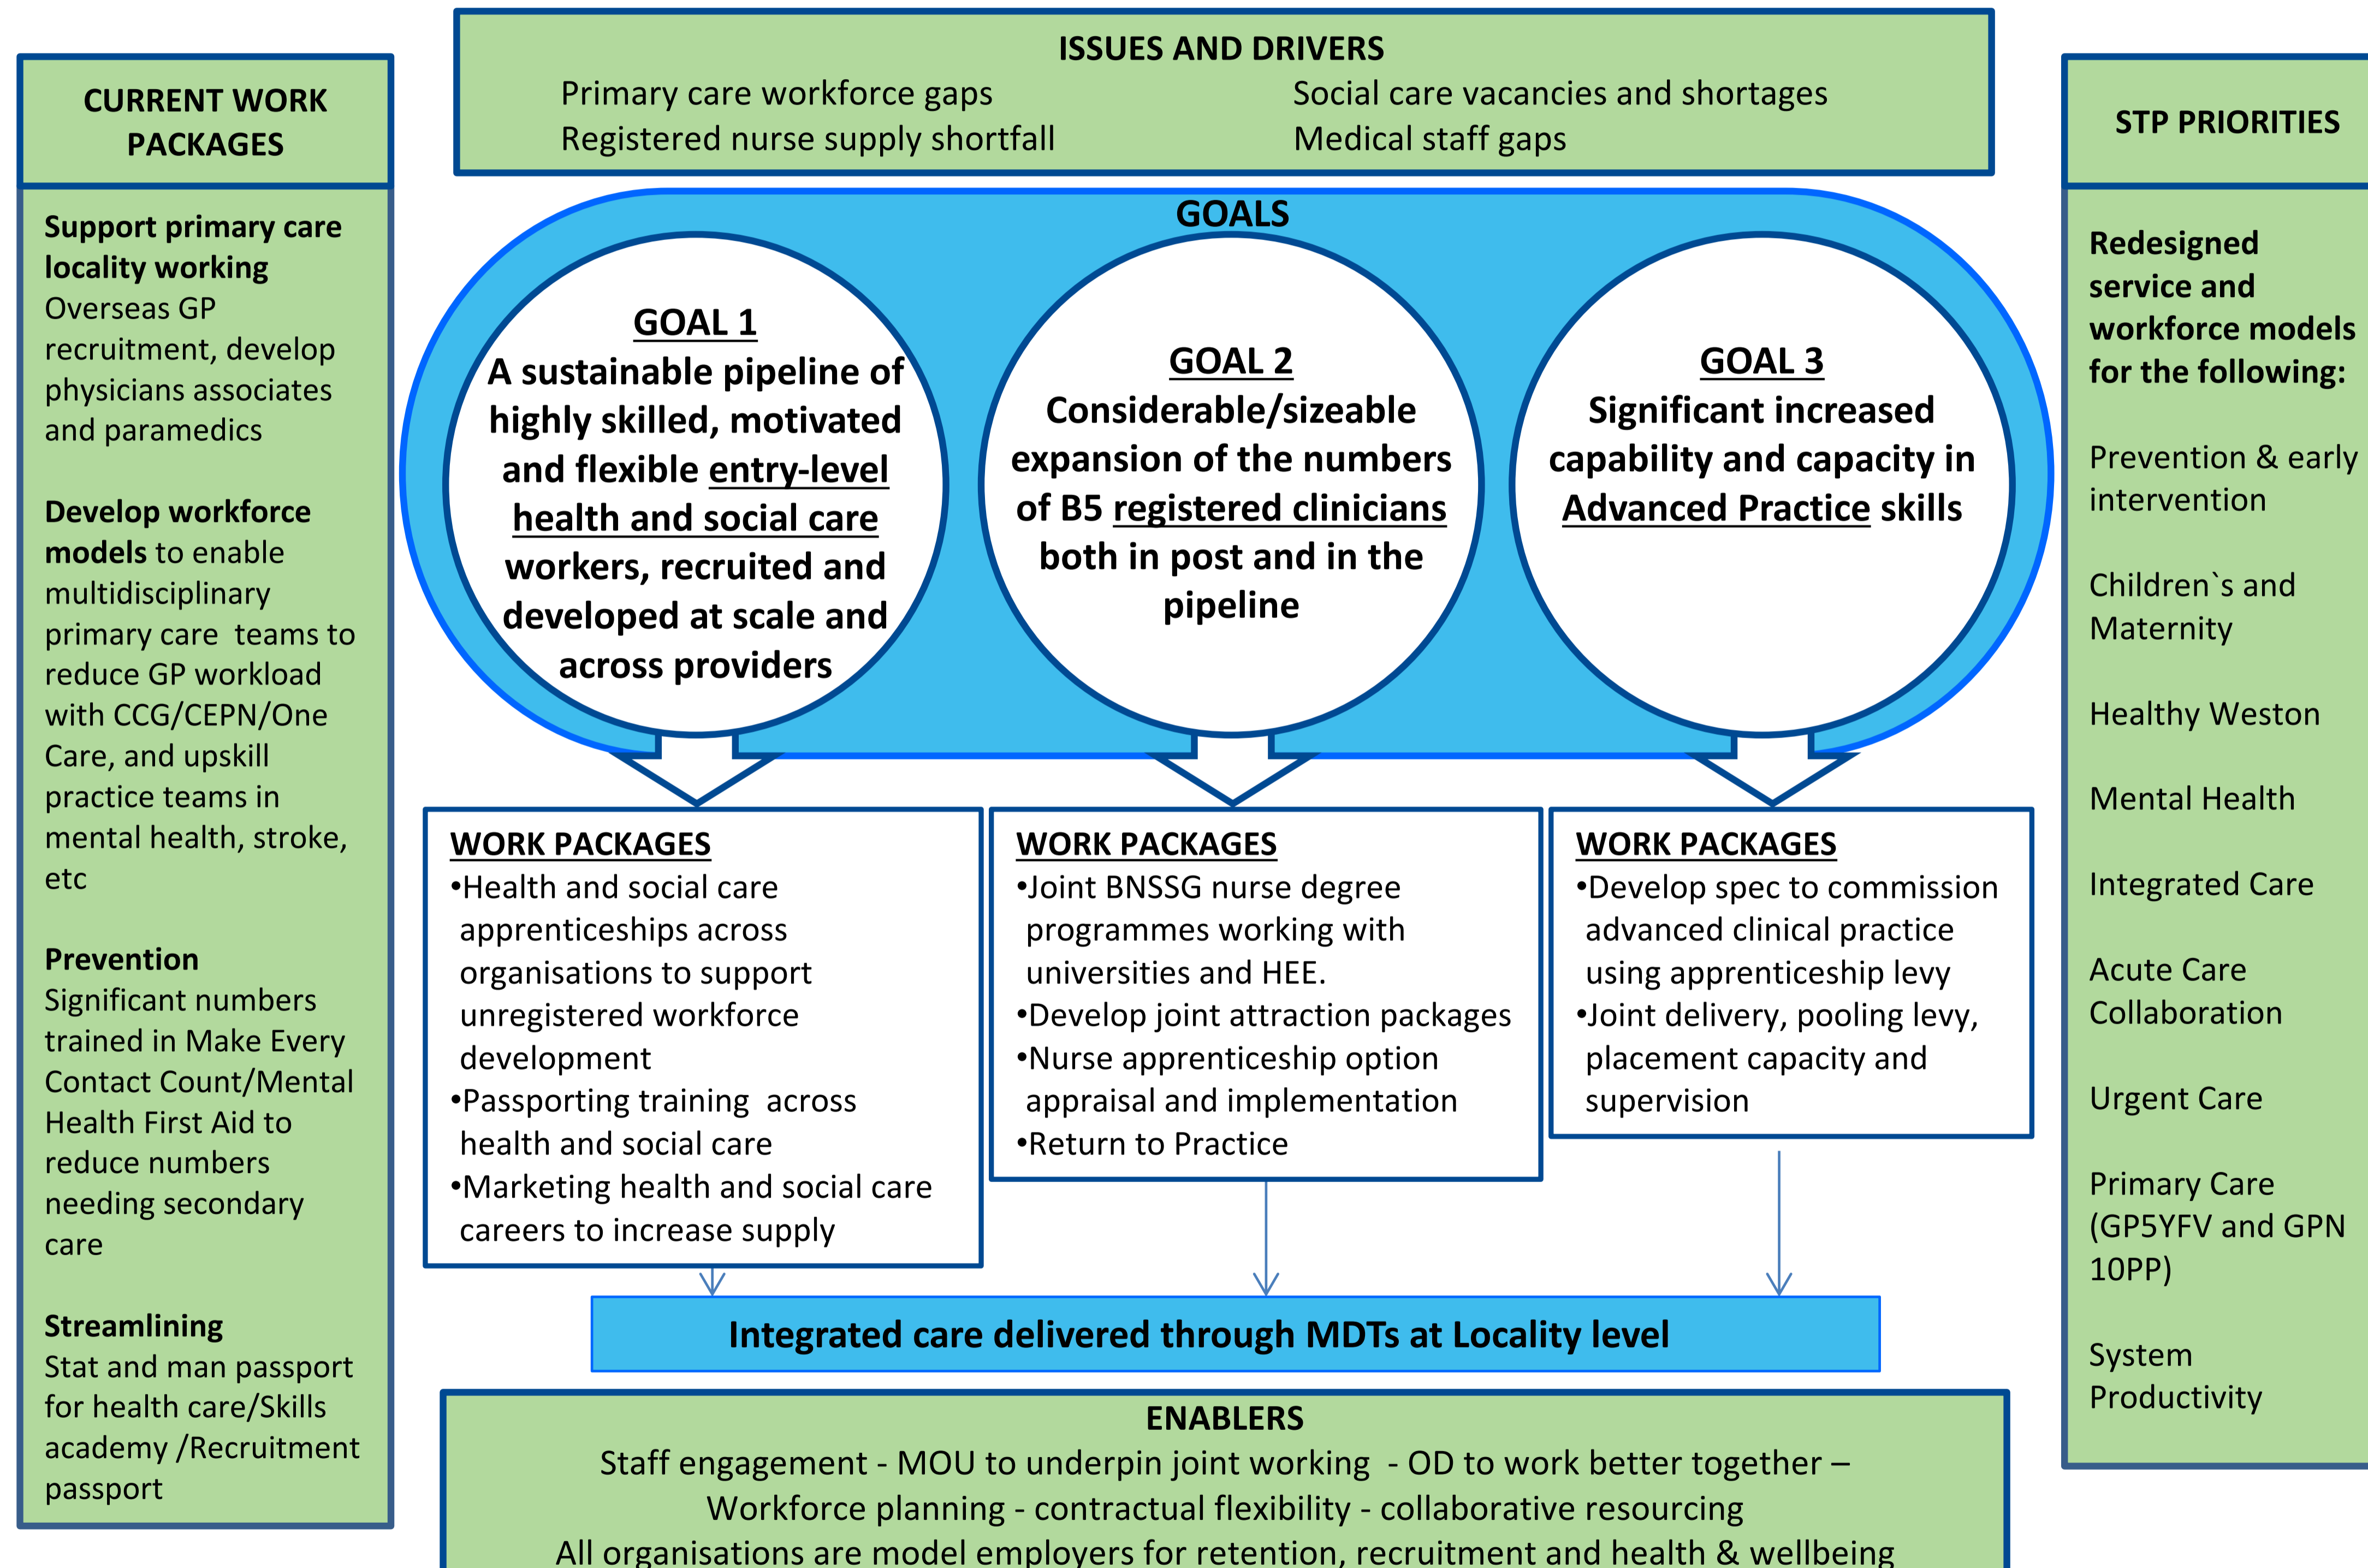 ISSUES AND DRIVERS
Primary care workforce gaps
Social care vacancies and shortages
Registered nurse supply shortfall
Medical staff gaps
CURRENT WORK
PACKAGES
Support primary care
locality working
Overseas GP
recruitment, develop
physicians associates
and paramedics
Develop workforce
models to enable
multidisciplinary
primary care  teams to
reduce GP workload
with CCG/CEPN/One
Care, and upskill
practice teams in
mental health, stroke,
etc
Prevention
Significant numbers
trained in Make Every
Contact Count/Mental
Health First Aid to
reduce numbers
needing secondary
care
Streamlining
Stat and man passport
for health care/Skills
academy /Recruitment
passport
GOALS
GOAL 1
A sustainable pipeline of
highly skilled, motivated
and flexible entry-level
health and social care
workers, recruited and
developed at scale and
across providers
GOAL 2
Considerable/sizeable
expansion of the numbers
of B5 registered clinicians
both in post and in the
pipeline
GOAL 3
Significant increased
capability and capacity in
Advanced Practice skills
WORK PACKAGES
•Health and social care
apprenticeships across
organisations to support
unregistered workforce
development
•Passporting training  across
health and social care
•Marketing health and social care
careers to increase supply
WORK PACKAGES
•Joint BNSSG nurse degree
programmes working with
universities and HEE.
•Develop joint attraction packages
•Nurse apprenticeship option
appraisal and implementation
•Return to Practice
WORK PACKAGES
•Develop spec to commission
advanced clinical practice
using apprenticeship levy
•Joint delivery, pooling levy,
placement capacity and
supervision
Integrated care delivered through MDTs at Locality level
ENABLERS
Staff engagement - MOU to underpin joint working  - OD to work better together –
Workforce planning - contractual flexibility - collaborative resourcing
All organisations are model employers for retention, recruitment and health & wellbeing
STP PRIORITIES
Redesigned
service and
workforce models
for the following:
Prevention & early
intervention
Children`s and
Maternity
Healthy Weston
Mental Health
Integrated Care
Acute Care
Collaboration
Urgent Care
Primary Care
(GP5YFV and GPN
10PP)
System
Productivity